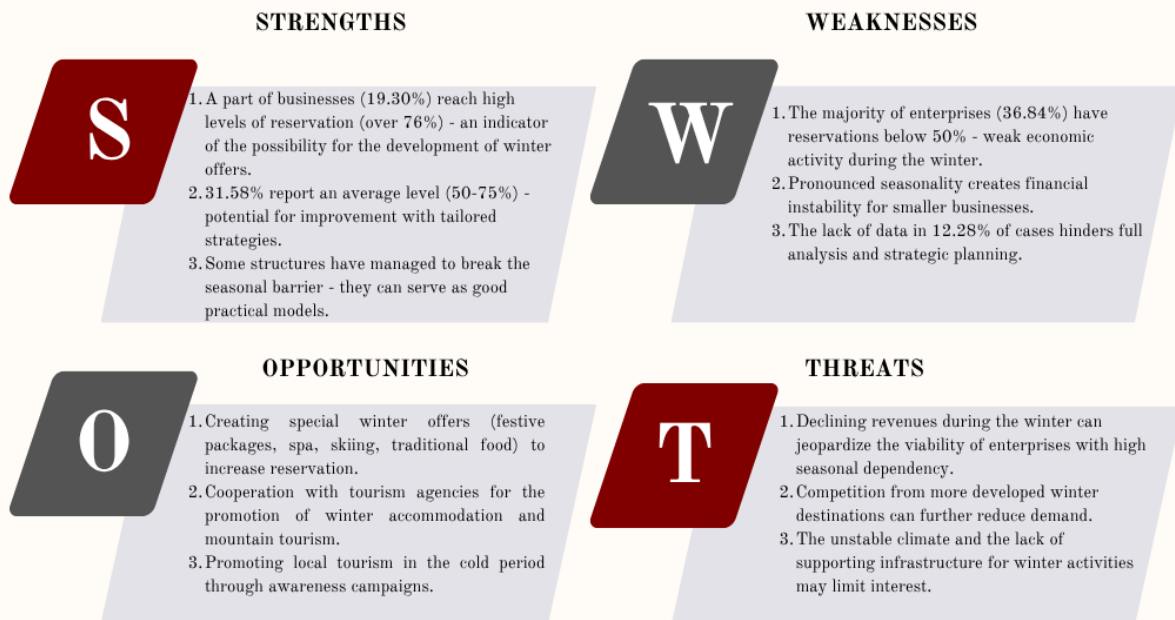 STRENGTHS
S
1. A part of businesses (19.30%) reach high
levels of reservation (over 76%) - an indicator
of the possibility for the development of winter
offers.
2. 31.58% report an average level (50-75%) -
potential for improvement with tailored
strategies.
3. Some structures have managed to break the
seasonal barrier - they can serve as good
practical models.
WEAKNESSES
W
1. The majority of enterprises (36.84%) have
reservations below 50% - weak economic
activity during the winter.
2. Pronounced seasonality creates financial
instability for smaller businesses.
3. The lack of data in 12.28% of cases hinders full
analysis and strategic planning.
OPPORTUNITIES
O
1. Creating special winter offers (festive
packages, spa, skiing, traditional food) to
increase reservation.
2. Cooperation with tourism agencies for the
promotion of winter accommodation and
mountain tourism.
3. Promoting local tourism in the cold period
through awareness campaigns.
THREATS
T
1. Declining revenues during the winter can
jeopardize the viability of enterprises with high
seasonal dependency.
2. Competition from more developed winter
destinations can further reduce demand.
3. The unstable climate and the lack of
supporting infrastructure for winter activities
may limit interest.